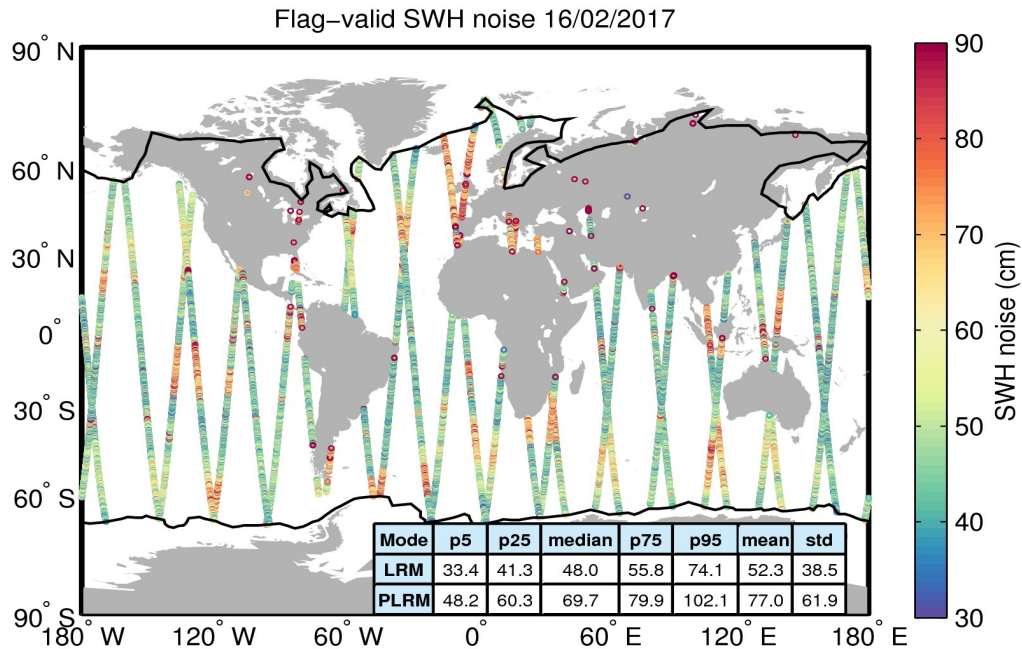 Flag−valid SWH noise 16/02/2017
90° N
60° N
30° N
0°
30° S
60° S
90° S
180° W
120° W
60° W
0°
60° E
120° E
180° E
Mode p5 p25 median p75 p95 mean std
LRM 33.4 41.3 48.0 55.8 74.1 52.3 38.5
PLRM 48.2 60.3 69.7 79.9 102.1 77.0 61.9
90
80
70
60
50
40
30
SWH noise (cm)